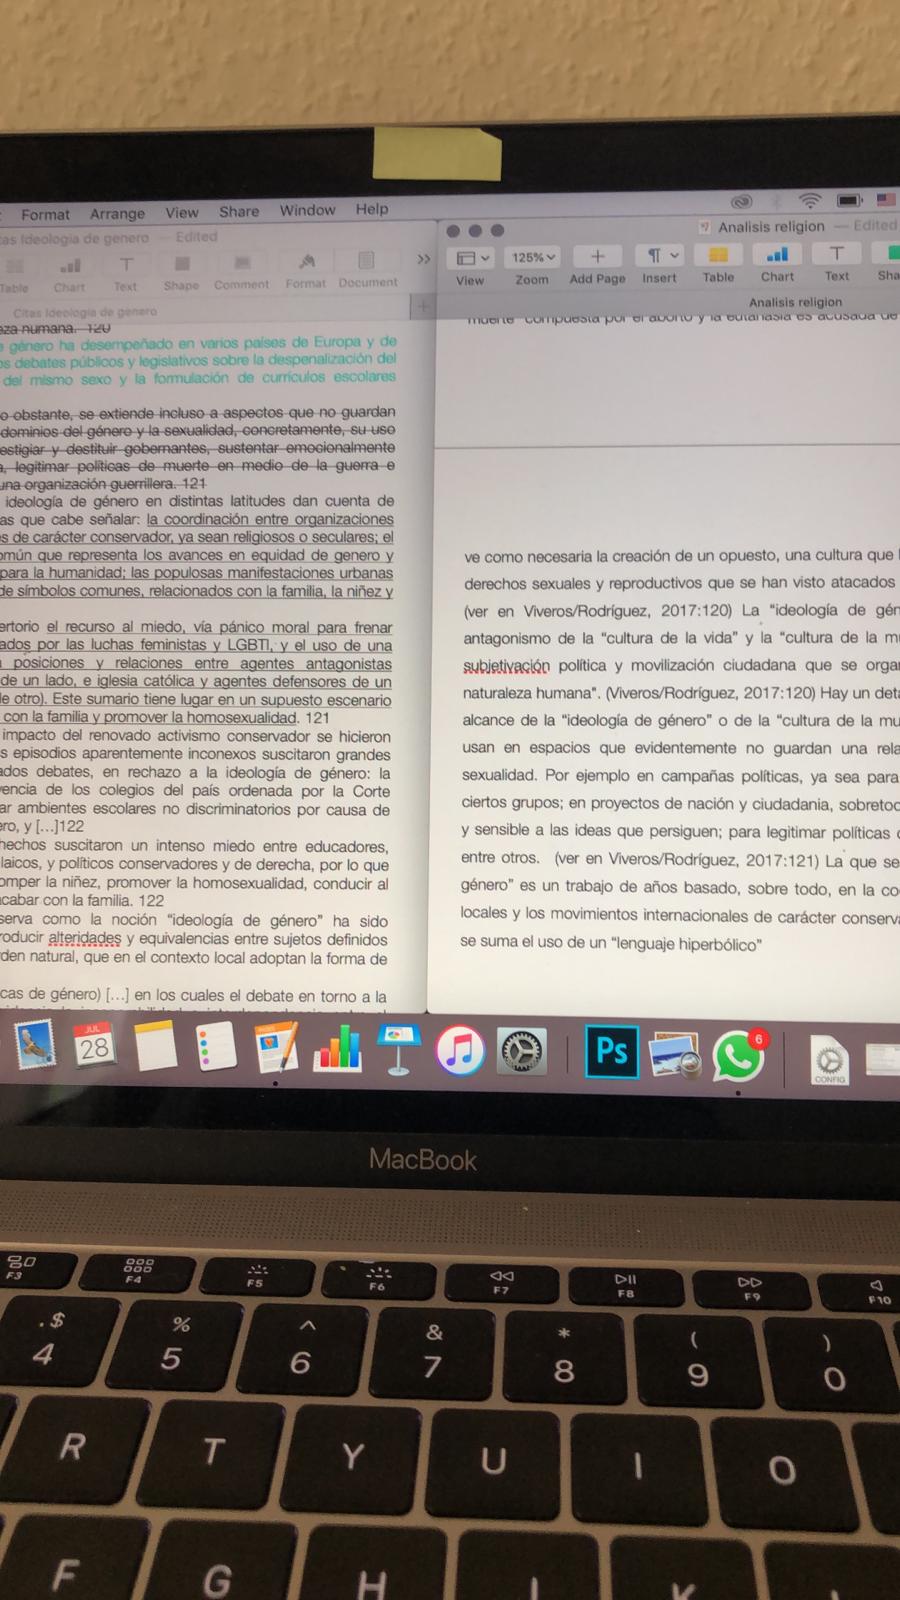 Format Arrange View Share Window Help
as Ideologia de genero — Edited
Table Chart Text Shape Comment Format Document
Citas Ideologia de genero
numana. 120
género ha desempeñado en varios países de Europa y de
os debates públicos y legislativos sobre la despenalización del
del mismo sexo y la formulación de currículos escolares
o obstante, se extiende incluso a aspectos que no guardan
dominios del género y la sexualidad, concretamente, su uso
estigiar y destituir gobernantes, sustentar emocionalmente
a, legitimar políticas de muerte en medio de la guerra e
una organización guerrillera. 121
ideología de género en distintas latitudes dan cuenta de
as que cabe señalar: la coordinación entre organizaciones
s de carácter conservador, ya sean religiosos o seculares; el
omún que representa los avances en equidad de genero y
para la humanidad; las populosas manifestaciones urbanas
de símbolos comunes, relacionados con la familia, la niñez y
ertorio el recurso al miedo, vía pánico moral para frenar
ados por las luchas feministas y LGBTI, y el uso de una
posiciones y relaciones entre agentes antagonistas
de un lado, e iglesia católica y agentes defensores de un
e otro). Este sumario tiene lugar en un supuesto escenario
con la familia y promover la homosexualidad. 121
impacto del renovado activismo conservador se hicieron
s episodios aparentemente inconexos suscitaron grandes
ados debates, en rechazo a la ideología de género: la
vencia de los colegios del país ordenada por la Corte
ar ambientes escolares no discriminatorios por causa de
ero, y [...]122
hechos suscitaron un intenso miedo entre educadores,
laicos, y políticos conservadores y de derecha, por lo que
omper la niñez, promover la homosexualidad, conducir al
acabar con la familia. 122
serva como la noción “ideología de género” ha sido
roducir alteridades y equivalencias entre sujetos definidos
den natural, que en el contexto local adoptan la forma de
cas de género) [...] en los cuales el debate en torno a la
Analisis religion — Edited
125%
View Zoom Add Page Insert Table Chart Text Sha
Analisis religion
muerte” compuesta por el aborto y la eutanasia es acusada de
ve como necesaria la creación de un opuesto, una cultura que
derechos sexuales y reproductivos que se han visto atacados
(ver en Viveros/Rodríguez, 2017:120) La “ideología de gén
antagonismo de la “cultura de la vida” y la “cultura de la mu
subjetivación política y movilización ciudadana que se orga
naturaleza humana". (Viveros/Rodríguez, 2017:120) Hay un deta
alcance de la “ideología de género” o de la “cultura de la mu
usan en espacios que evidentemente no guardan una rela
sexualidad. Por ejemplo en campañas políticas, ya sea para
ciertos grupos; en proyectos de nación y ciudadanía, sobretoc
y sensible a las ideas que persiguen; para legitimar políticas
entre otros. (ver en Viveros/Rodríguez, 2017:121) La que se
género” es un trabajo de años basado, sobre todo, en la co
locales y los movimientos internacionales de carácter conserv
se suma el uso de un “lenguaje hiperbólico”
JUL
28
PAGES
Ps
6
CONFIG
MacBook
F3 F4 F5 F6 F7 F8 F9 F10
$ % ^ & * ( )
4 5 6 7 8 9 0
R T Y U I O
F G H J K